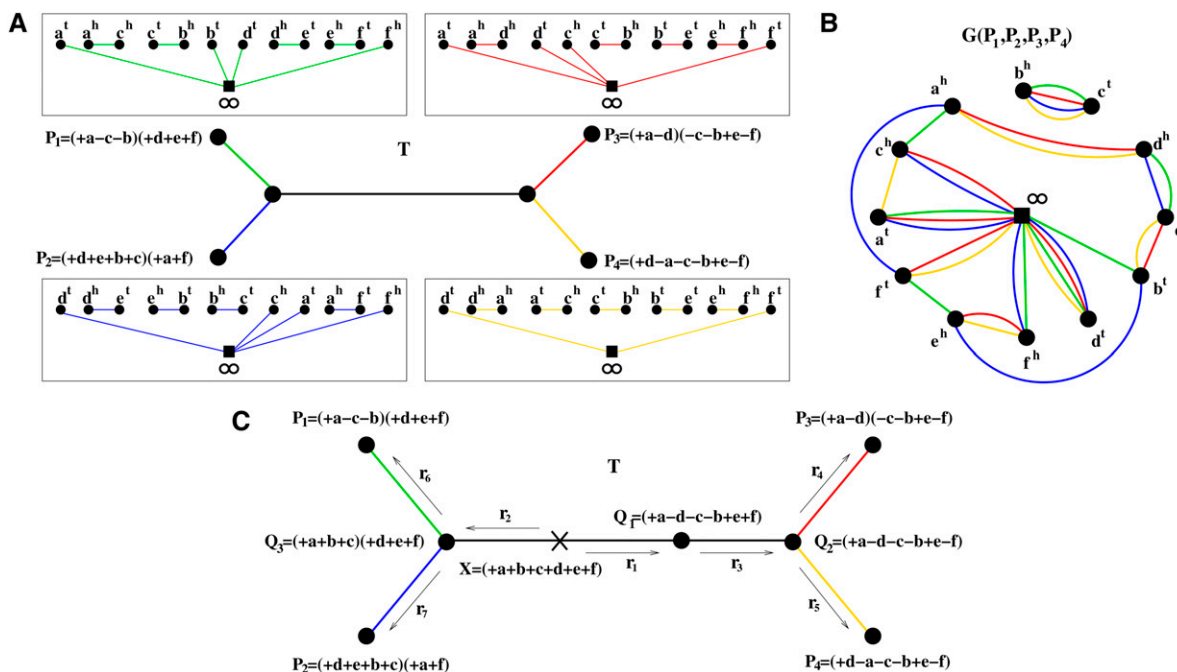 A
a^t a^h c^h c^t b^h b^t d^t d^h e^t e^h f^t f^h
∞
a^t a^h d^h d^t c^h c^t b^h b^t e^t e^h f^h f^t
∞
P₁=(+a−c−b)(+d+e+f)
T
P₃=(+a−d)(−c−b+e−f)
P₂=(+d+e+b+c)(+a+f)
P₄=(+d−a−c−b+e−f)
d^t d^h e^t e^h b^t b^h c^t c^h a^t a^h f^t f^h
∞
d^t d^h a^h a^t c^h c^t b^h b^t e^t e^h f^h f^t
∞
B
G(P₁,P₂,P₃,P₄)
b^h
c^t
a^h
d^h
c^h
∞
a^t
e
f^t
b^t
e^h
f^h
d^t
C
P₁=(+a−c−b)(+d+e+f)
P₃=(+a−d)(−c−b+e−f)
T
r₆
r₄
r₂
Q₁=(+a−d−c−b+e+f)
Q₃=(+a+b+c)(+d+e+f)
Q₂=(+a−d−c−b+e−f)
X=(+a+b+c+d+e+f)
r₁
r₃
r₇
r₅
P₂=(+d+e+b+c)(+a+f)
P₄=(+d−a−c−b+e−f)